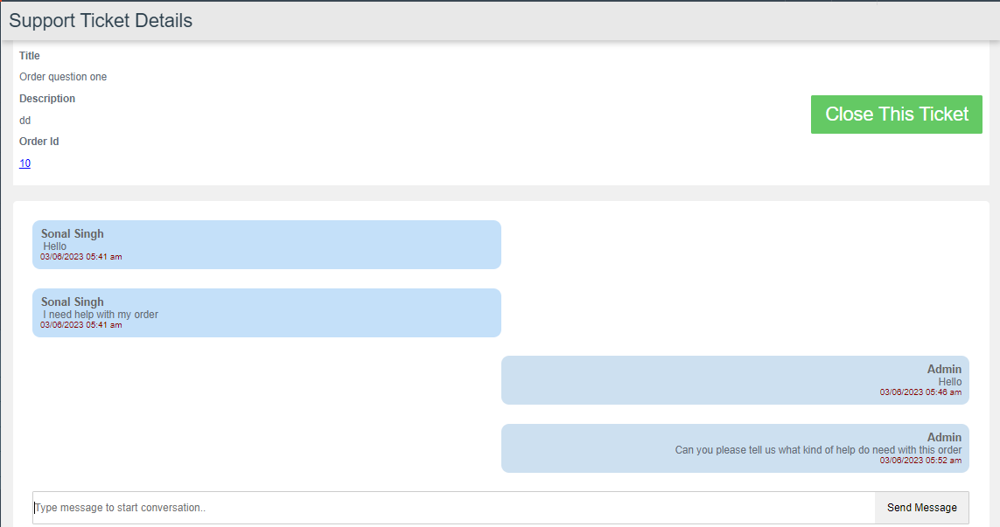 Support Ticket Details
Title
Order question one
Description
dd
Close This Ticket
Order Id
10
Sonal Singh
Hello
03/06/2023 05:41 am
Sonal Singh
I need help with my order
03/06/2023 05:41 am
Admin
Hello
03/06/2023 05:46 am
Admin
Can you please tell us what kind of help do need with this order
03/06/2023 05:52 am
Type message to start conversation..
Send Message